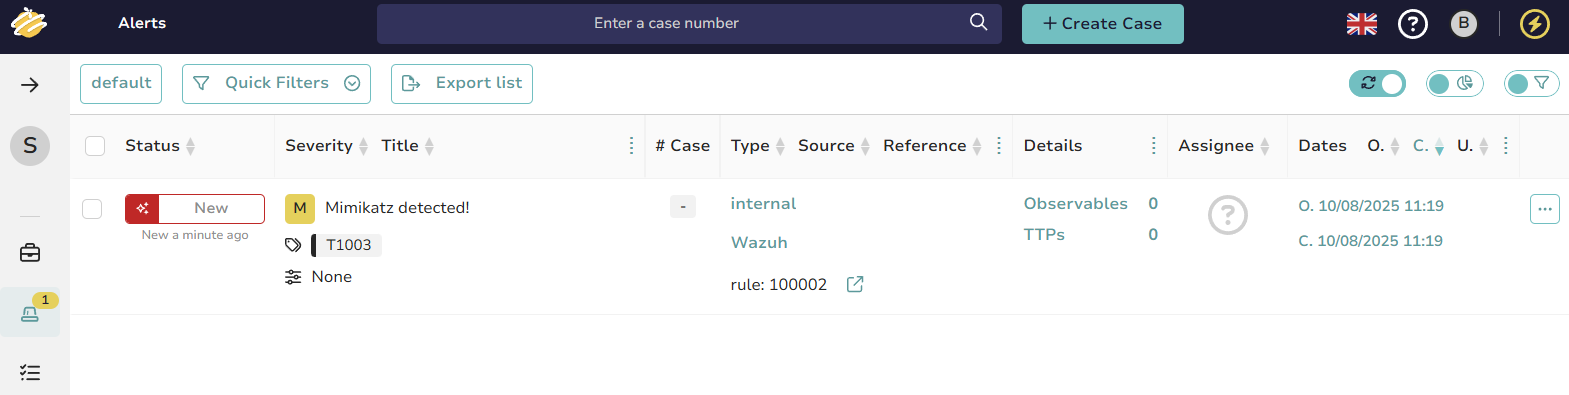 Alerts
Enter a case number
+ Create Case
?
B
default
Quick Filters
Export list
S
Status
Severity
Title
# Case
Type
Source
Reference
Details
Assignee
Dates
O.
C.
U.
New
M
Mimikatz detected!
-
internal
Observables 0
?
O. 10/08/2025 11:19
New a minute ago
T1003
Wazuh
TTPs 0
C. 10/08/2025 11:19
None
rule: 100002
1